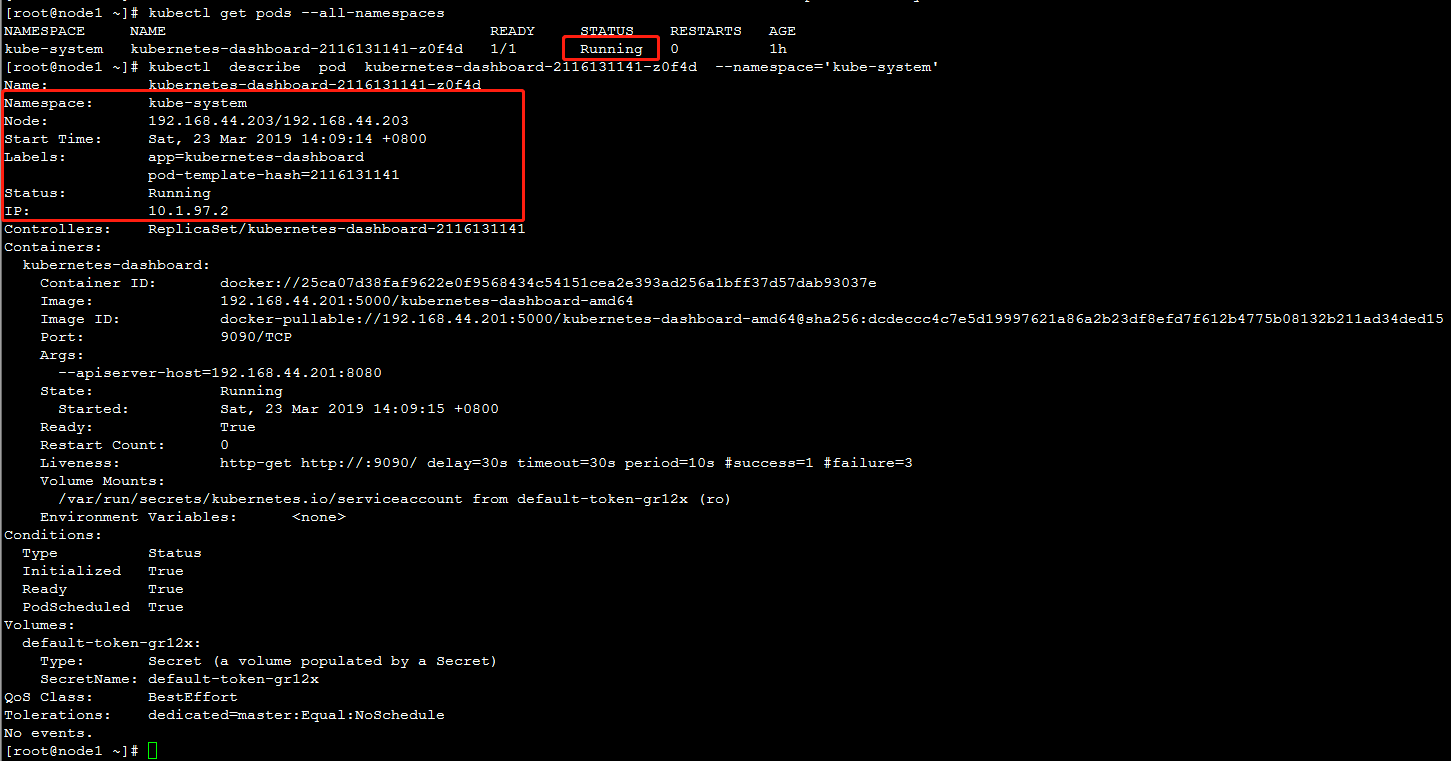 [root@node1 ~]# kubectl get pods --all-namespaces
NAMESPACE     NAME                                    READY     STATUS    RESTARTS   AGE
kube-system   kubernetes-dashboard-2116131141-z0f4d   1/1       Running   0          1h
[root@node1 ~]# kubectl  describe  pod  kubernetes-dashboard-2116131141-z0f4d  --namespace='kube-system'
Name:           kubernetes-dashboard-2116131141-z0f4d
Namespace:      kube-system
Node:           192.168.44.203/192.168.44.203
Start Time:     Sat, 23 Mar 2019 14:09:14 +0800
Labels:         app=kubernetes-dashboard
                pod-template-hash=2116131141
Status:         Running
IP:             10.1.97.2
Controllers:    ReplicaSet/kubernetes-dashboard-2116131141
Containers:
  kubernetes-dashboard:
    Container ID:       docker://25ca07d38faf9622e0f9568434c54151cea2e393ad256a1bff37d57dab93037e
    Image:              192.168.44.201:5000/kubernetes-dashboard-amd64
    Image ID:           docker-pullable://192.168.44.201:5000/kubernetes-dashboard-amd64@sha256:dcdeccc4c7e5d19997621a86a2b23df8efd7f612b4775b08132b211ad34ded15
    Port:               9090/TCP
    Args:
      --apiserver-host=192.168.44.201:8080
    State:              Running
      Started:          Sat, 23 Mar 2019 14:09:15 +0800
    Ready:              True
    Restart Count:      0
    Liveness:           http-get http://:9090/ delay=30s timeout=30s period=10s #success=1 #failure=3
    Volume Mounts:
      /var/run/secrets/kubernetes.io/serviceaccount from default-token-gr12x (ro)
    Environment Variables:      <none>
Conditions:
  Type          Status
  Initialized   True
  Ready         True
  PodScheduled  True
Volumes:
  default-token-gr12x:
    Type:       Secret (a volume populated by a Secret)
    SecretName: default-token-gr12x
QoS Class:      BestEffort
Tolerations:    dedicated=master:Equal:NoSchedule
No events.
[root@node1 ~]#